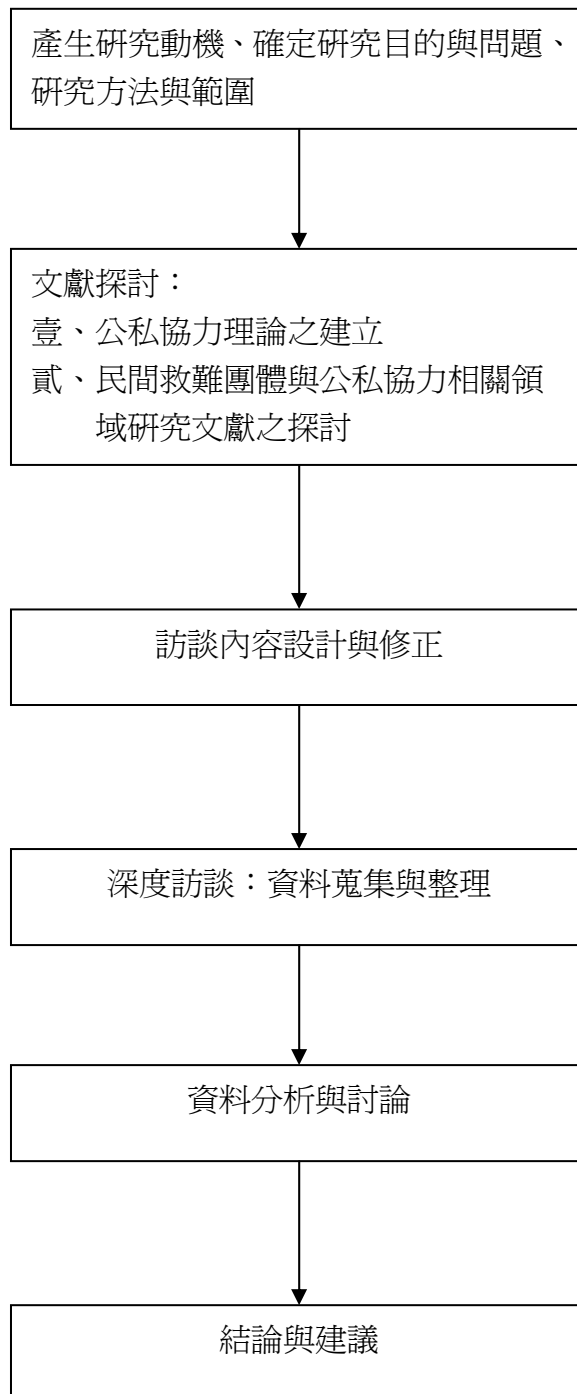 產生研究動機、確定研究目的與問題、
研究方法與範圍
文獻探討：
壹、公私協力理論之建立
貳、民間救難團體與公私協力相關領
域研究文獻之探討
訪談內容設計與修正
深度訪談：資料蒐集與整理
資料分析與討論
結論與建議